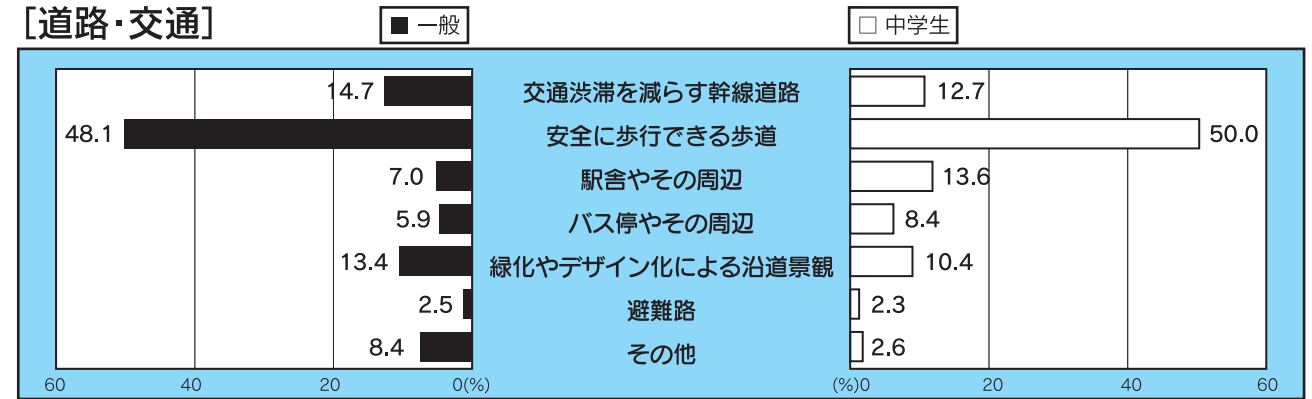 [道路・交通]
■ 一般
□ 中学生
14.7 交通渋滞を減らす幹線道路 12.7
48.1 安全に歩行できる歩道 50.0
7.0 駅舎やその周辺 13.6
5.9 バス停やその周辺 8.4
13.4 緑化やデザイン化による沿道景観 10.4
2.5 避難路 2.3
8.4 その他 2.6
60 40 20 0(%) (%)0 20 40 60